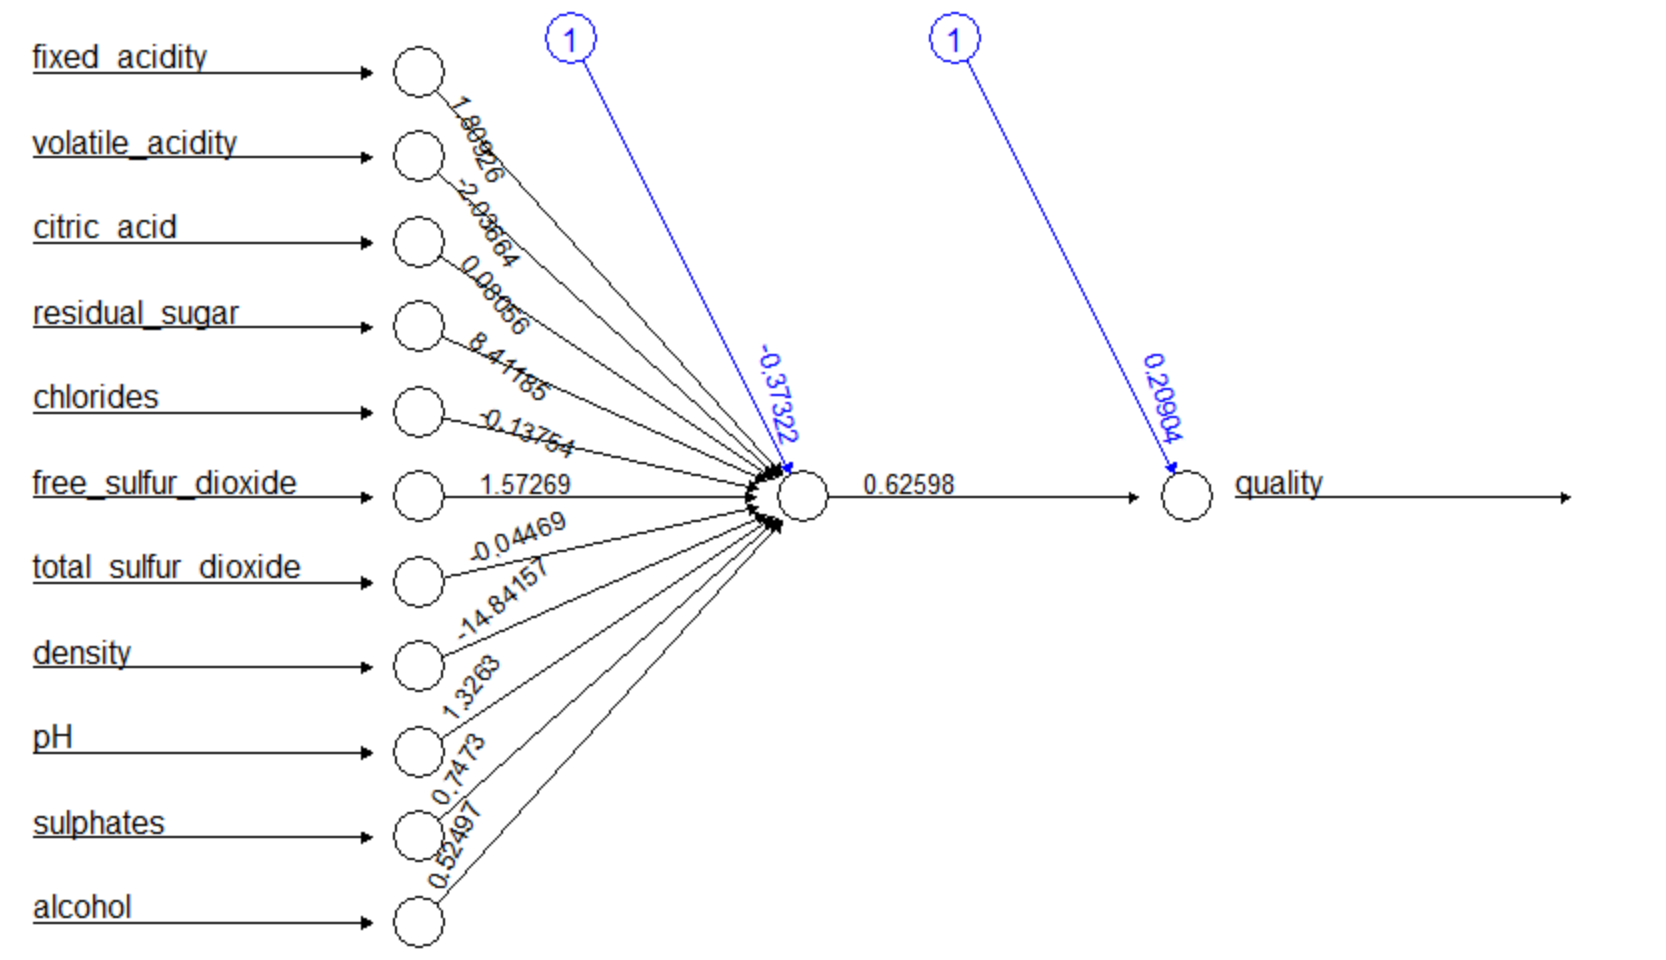 1
1
fixed_acidity
1.80926
volatile_acidity
-2.03664
citric_acid
0.08056
residual_sugar
8.41185
-0.37322
0.20904
chlorides
-0.13754
free_sulfur_dioxide
1.57269
0.62598
quality
total_sulfur_dioxide
-0.04469
density
-14.84157
pH
1.3263
sulphates
0.7473
alcohol
0.52497